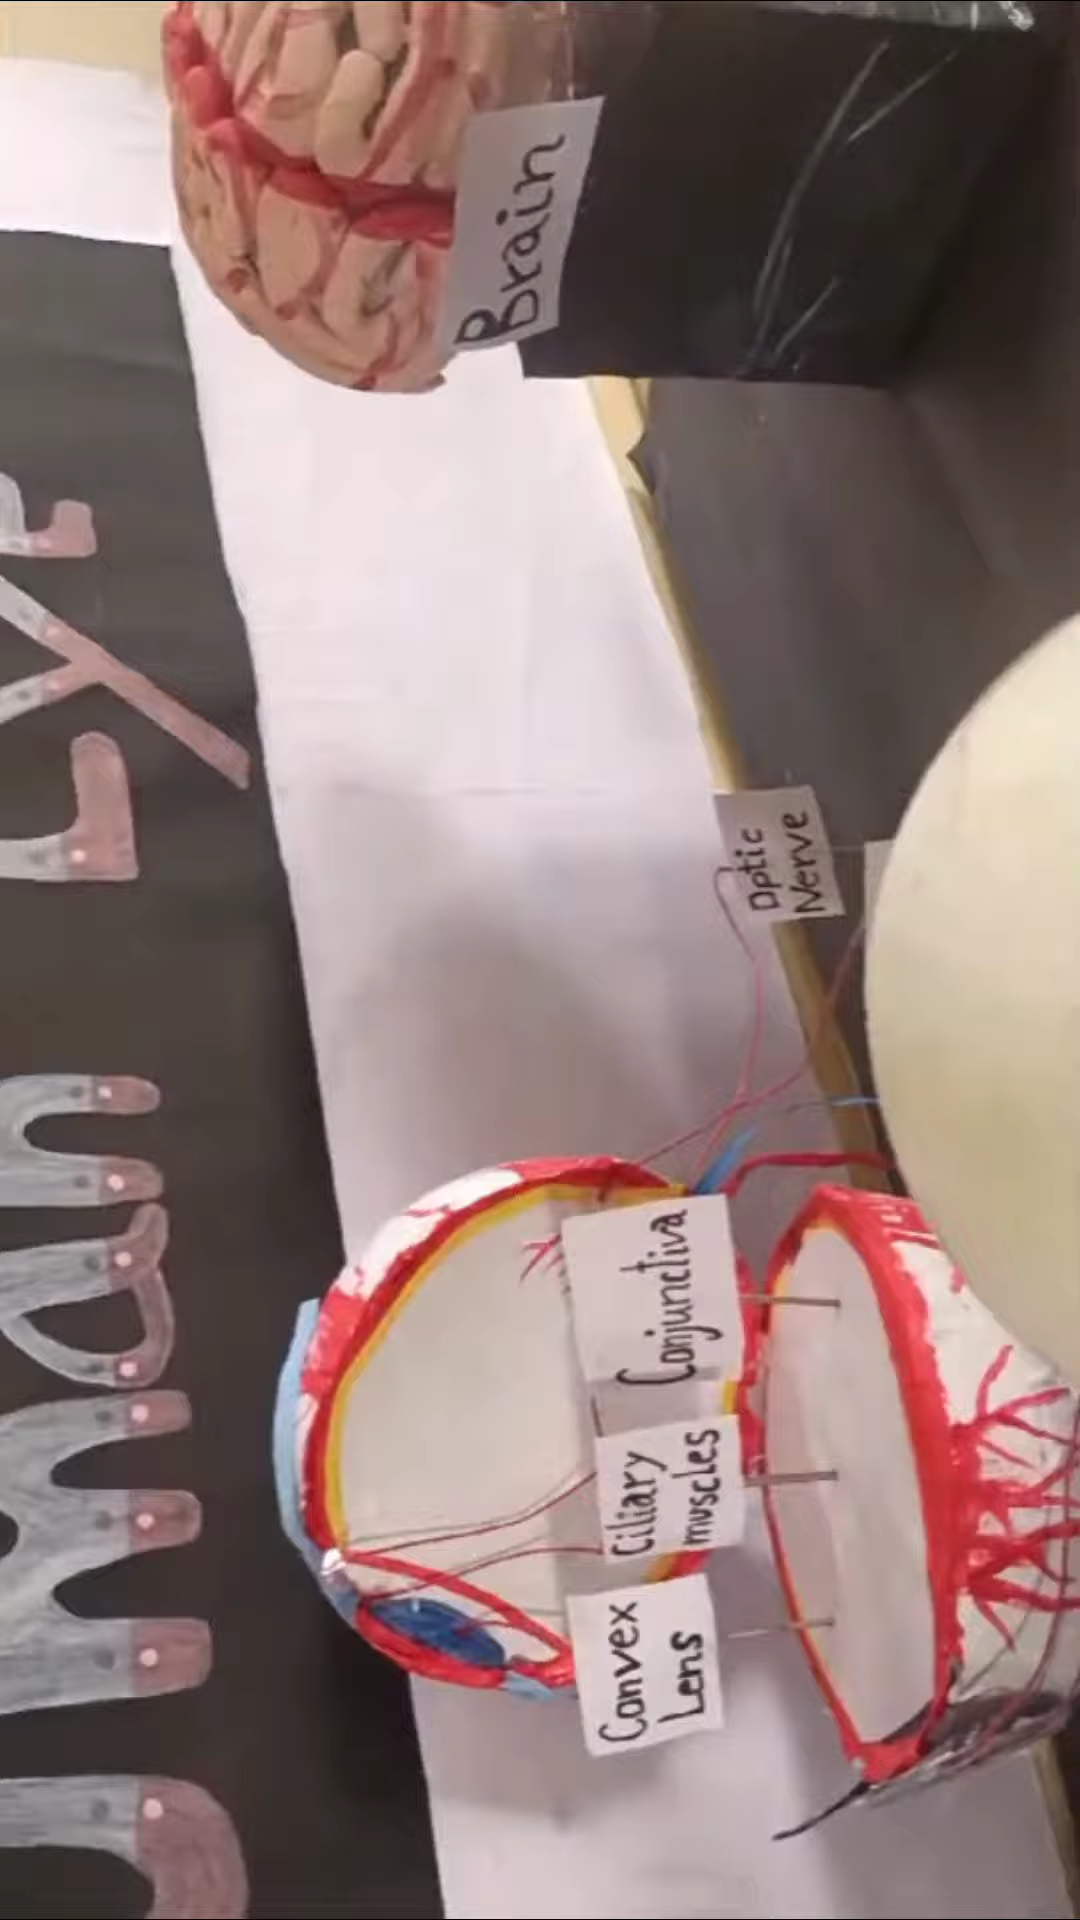 Brain
Optic
Nerve
Conjunctiva
Ciliary
muscles
Convex
Lens